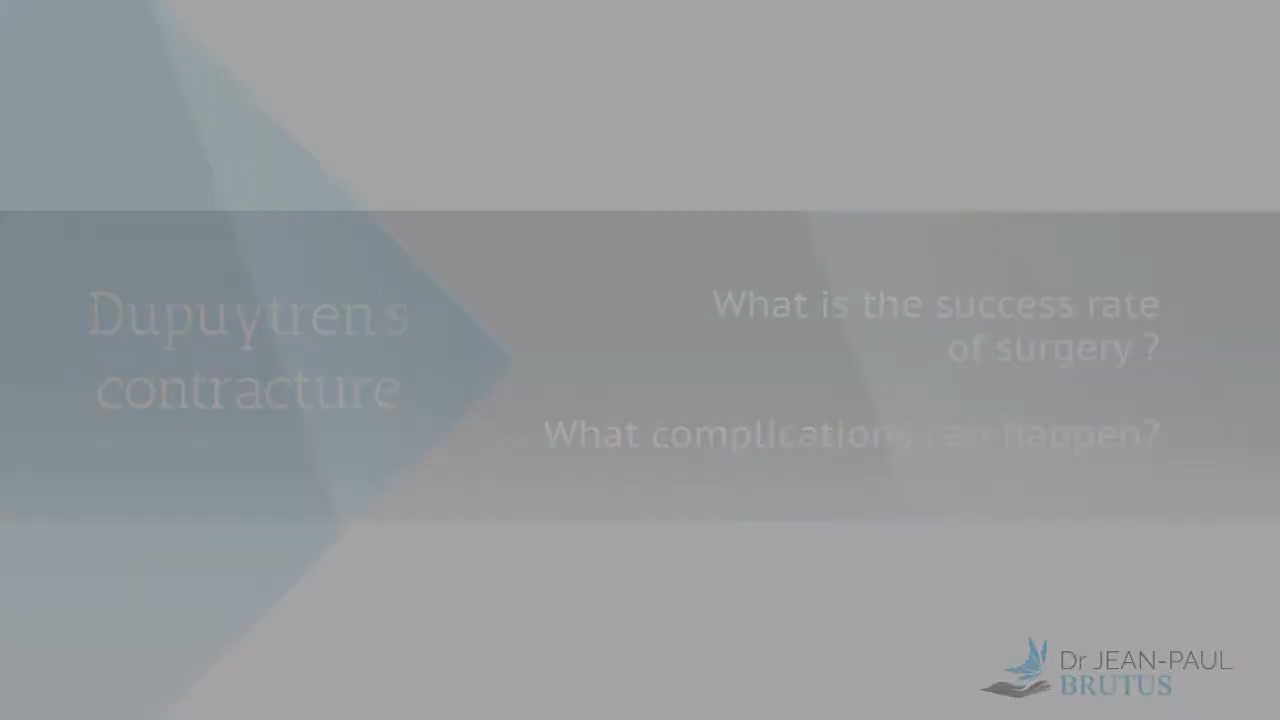 Dupuytren s
contracture
What is the success rate
of surgery ?
What complications can happen?
Dr JEAN-PAUL
BRUTUS